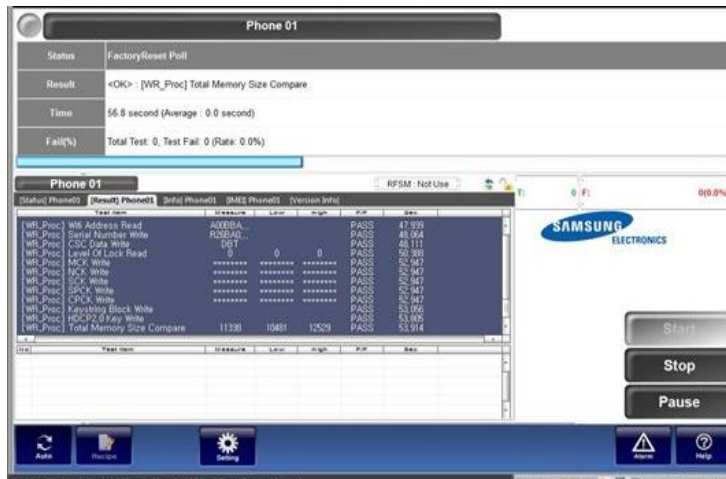 Phone 01
Status FactoryReset Poll
Result <OK> : [WR_Proc] Total Memory Size Compare
Time 56.8 second (Average : 0.0 second)
Fail(%) Total Test: 0, Test Fail: 0 (Rate: 0.0%)
Phone 01 RFSM : Not Use T: 0 F: 0(0.0%
[Status] Phone01 [Result] Phone01 [Info] Phone01 [IMEI] Phone01 [Version Info]
Test Item Measure Low High P/F Sec
[WR_Proc] Wifi Address Read A00BBA... PASS 47,939
[WR_Proc] Serial Number Write R28BA0... PASS 48,064
[WR_Proc] CSC Data Write DBT PASS 48,111
[WR_Proc] Level Of Lock Read 0 0 0 PASS 50,388
[WR_Proc] MCK Write ******** ******** ******** PASS 52,947
[WR_Proc] NCK Write ******** ******** ******** PASS 52,947
[WR_Proc] SCK Write ******** ******** ******** PASS 52,947
[WR_Proc] SPCK Write ******** ******** ******** PASS 52,947
[WR_Proc] CPCK Write ******** ******** ******** PASS 52,947
[WR_Proc] Keystring Block Write PASS 53,056
[WR_Proc] HDCP2.0 Key Write PASS 53,805
[WR_Proc] Total Memory Size Compare 11398 10481 12529 PASS 53,914
No Test Item Measure Low High P/F Sec
SAMSUNG
ELECTRONICS
Start
Stop
Pause
Auto Recipe Setting Alarm Help